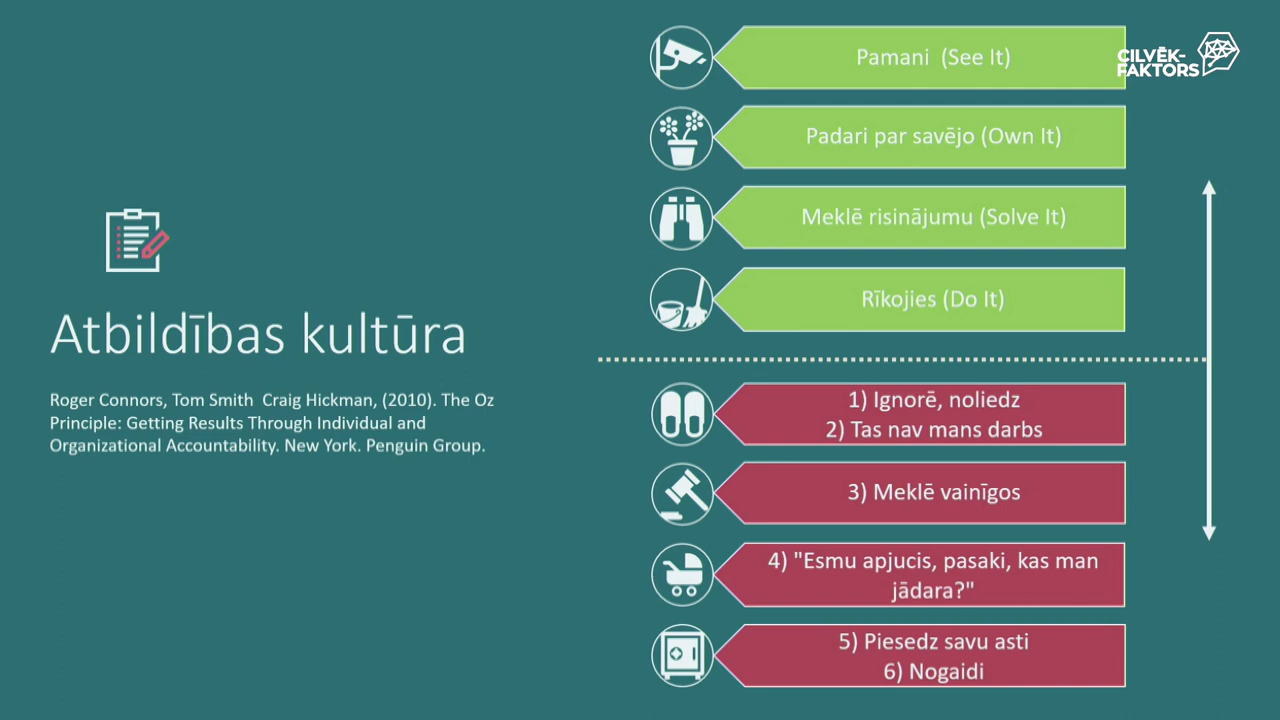 Atbildības kultūra
Roger Connors, Tom Smith  Craig Hickman, (2010). The Oz
Principle: Getting Results Through Individual and
Organizational Accountability. New York. Penguin Group.
CILVĒK-
FAKTORS
Pamani  (See It)
Padari par savējo (Own It)
Meklē risinājumu (Solve It)
Rīkojies (Do It)
1) Ignorē, noliedz
2) Tas nav mans darbs
3) Meklē vainīgos
4) "Esmu apjucis, pasaki, kas man
jādara?"
5) Piesedz savu asti
6) Nogaidi